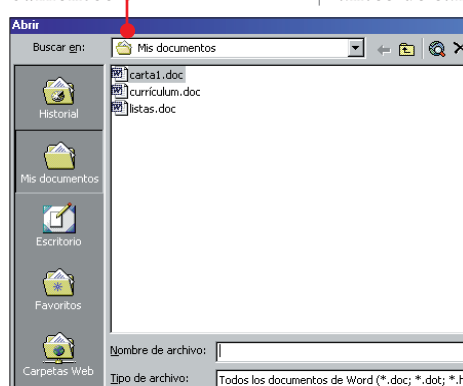 Abrir
Buscar en: Mis documentos
carta1.doc
currículum.doc
listas.doc
Historial
Mis documentos
Escritorio
Favoritos
Carpetas Web
Nombre de archivo:
Tipo de archivo: Todos los documentos de Word (*.doc; *.dot; *.h